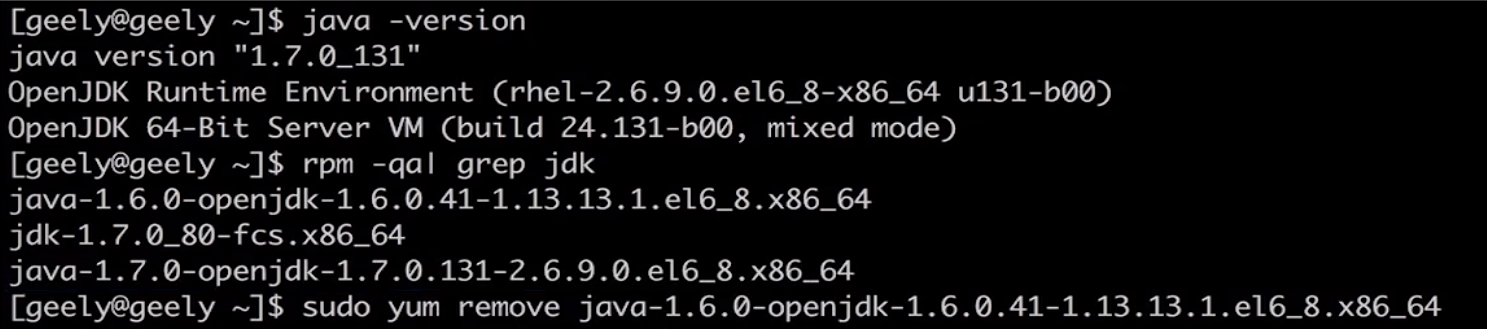 [geely@geely ~]$ java -version
java version "1.7.0_131"
OpenJDK Runtime Environment (rhel-2.6.9.0.el6_8-x86_64 u131-b00)
OpenJDK 64-Bit Server VM (build 24.131-b00, mixed mode)
[geely@geely ~]$ rpm -qa| grep jdk
java-1.6.0-openjdk-1.6.0.41-1.13.13.1.el6_8.x86_64
jdk-1.7.0_80-fcs.x86_64
java-1.7.0-openjdk-1.7.0.131-2.6.9.0.el6_8.x86_64
[geely@geely ~]$ sudo yum remove java-1.6.0-openjdk-1.6.0.41-1.13.13.1.el6_8.x86_64